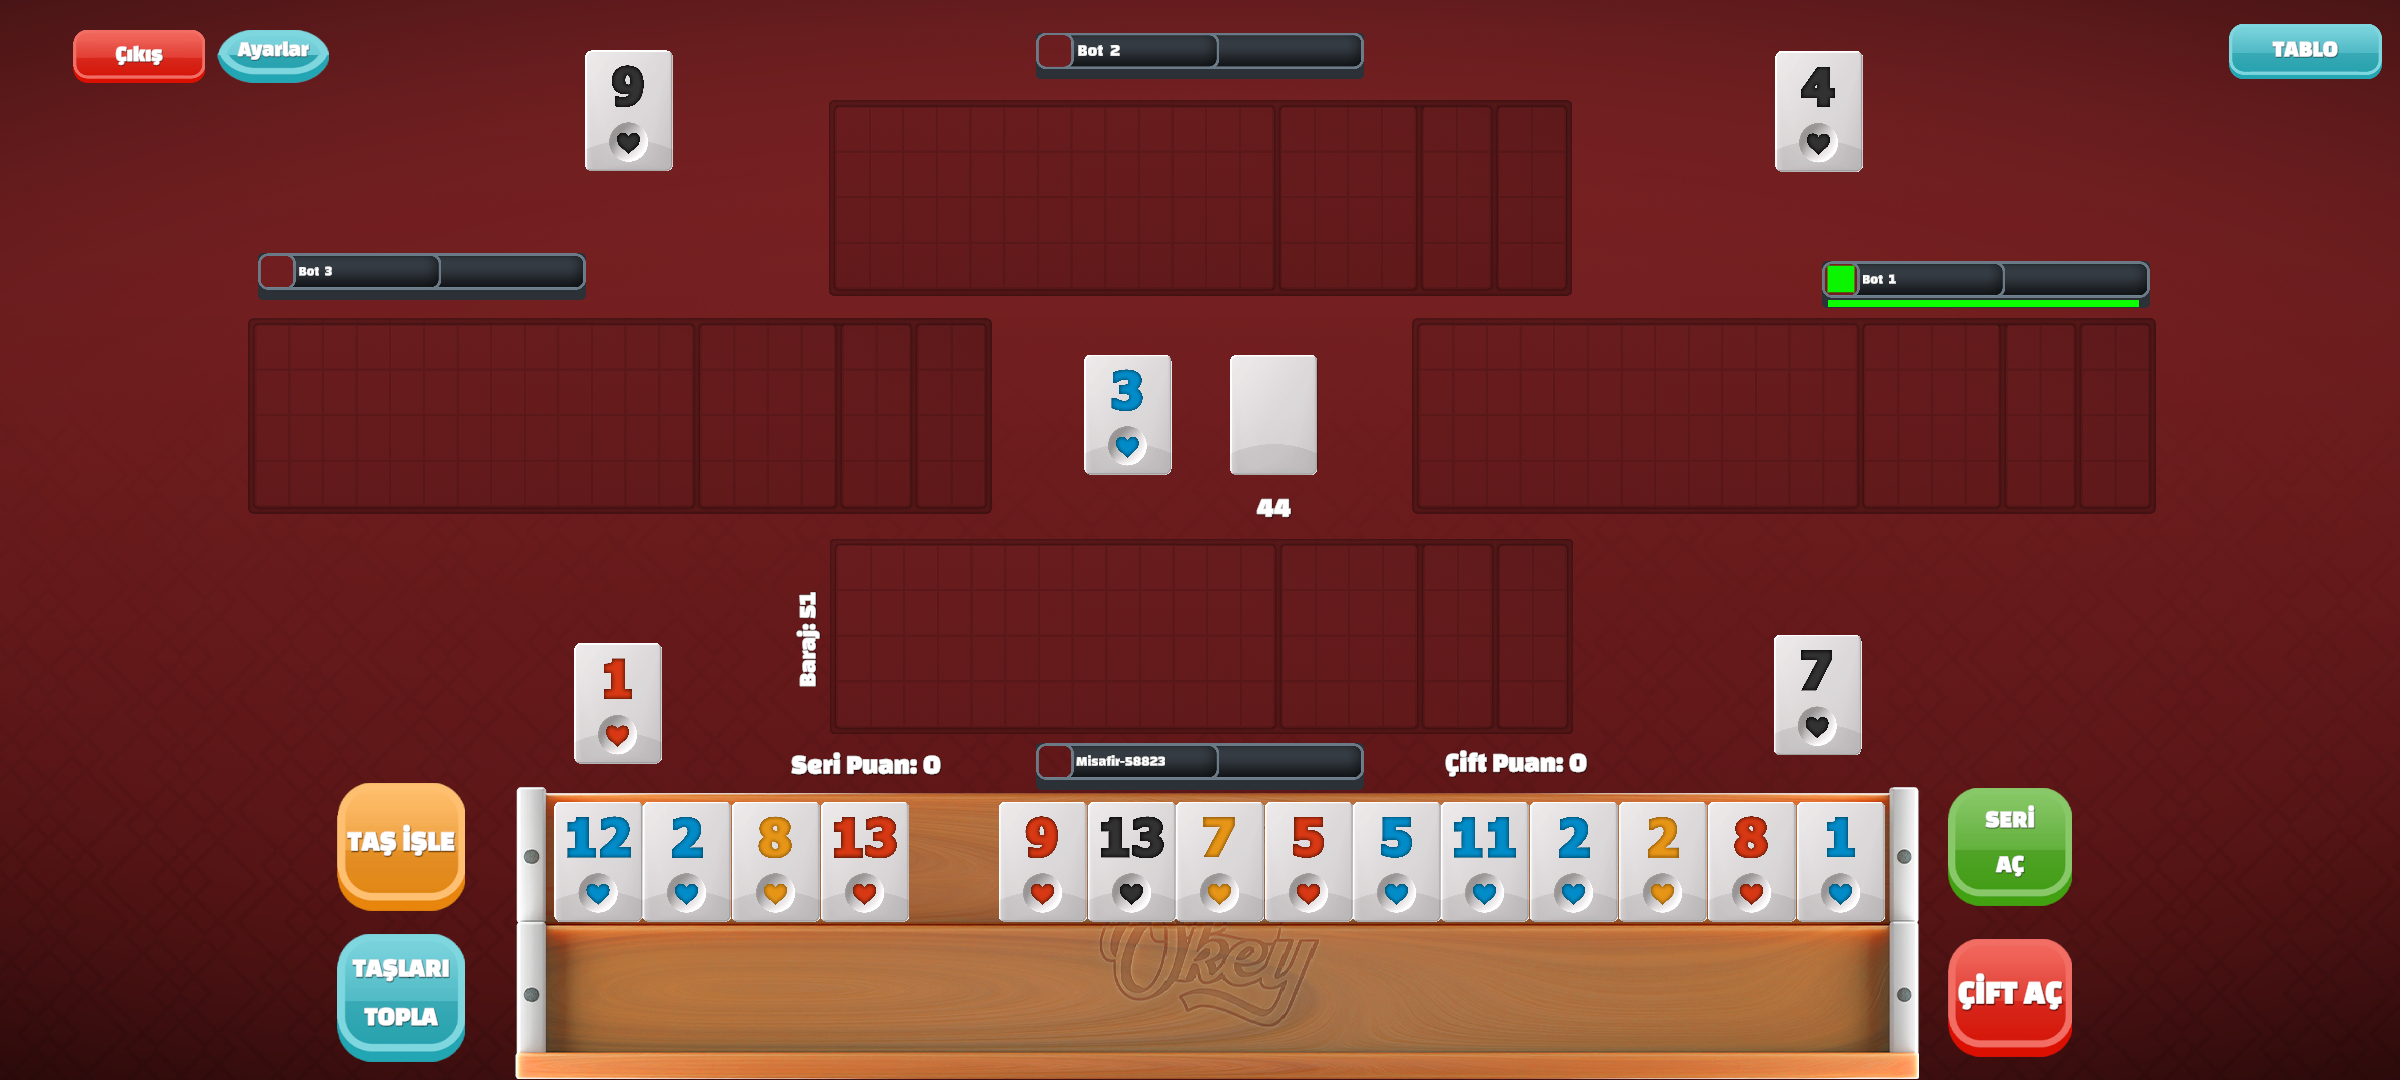 Çıkış
Ayarlar
9
Bot 2
4
TABLO
Bot 3
Bot 1
3
44
Baraj: 51
1
7
Seri Puan: 0
Misafir-58823
Çift Puan: 0
TAŞ İŞLE
12 2 8 13 9 13 7 5 5 11 2 2 8 1
SERİ
AÇ
Okey
TAŞLARI
TOPLA
ÇİFT AÇ